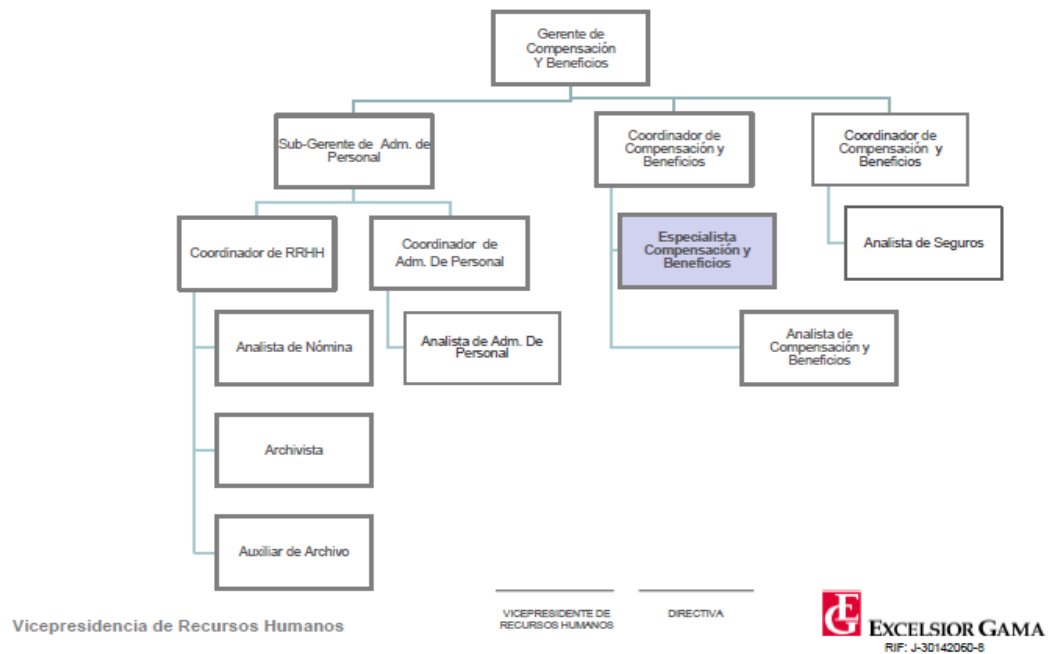 Gerente de
Compensación
Y Beneficios
Sub-Gerente de Adm. de
Personal
Coordinador de
Compensación y
Beneficios
Coordinador de
Compensación y
Beneficios
Coordinador de RRHH
Coordinador de
Adm. De Personal
Especialista
Compensación y
Beneficios
Analista de Seguros
Analista de Nómina
Analista de Adm. De
Personal
Analista de
Compensación y
Beneficios
Archivista
Auxiliar de Archivo
Vicepresidencia de Recursos Humanos
VICEPRESIDENTE DE
RECURSOS HUMANOS
DIRECTIVA
EG
EXCELSIOR GAMA
RIF: J-30142060-8